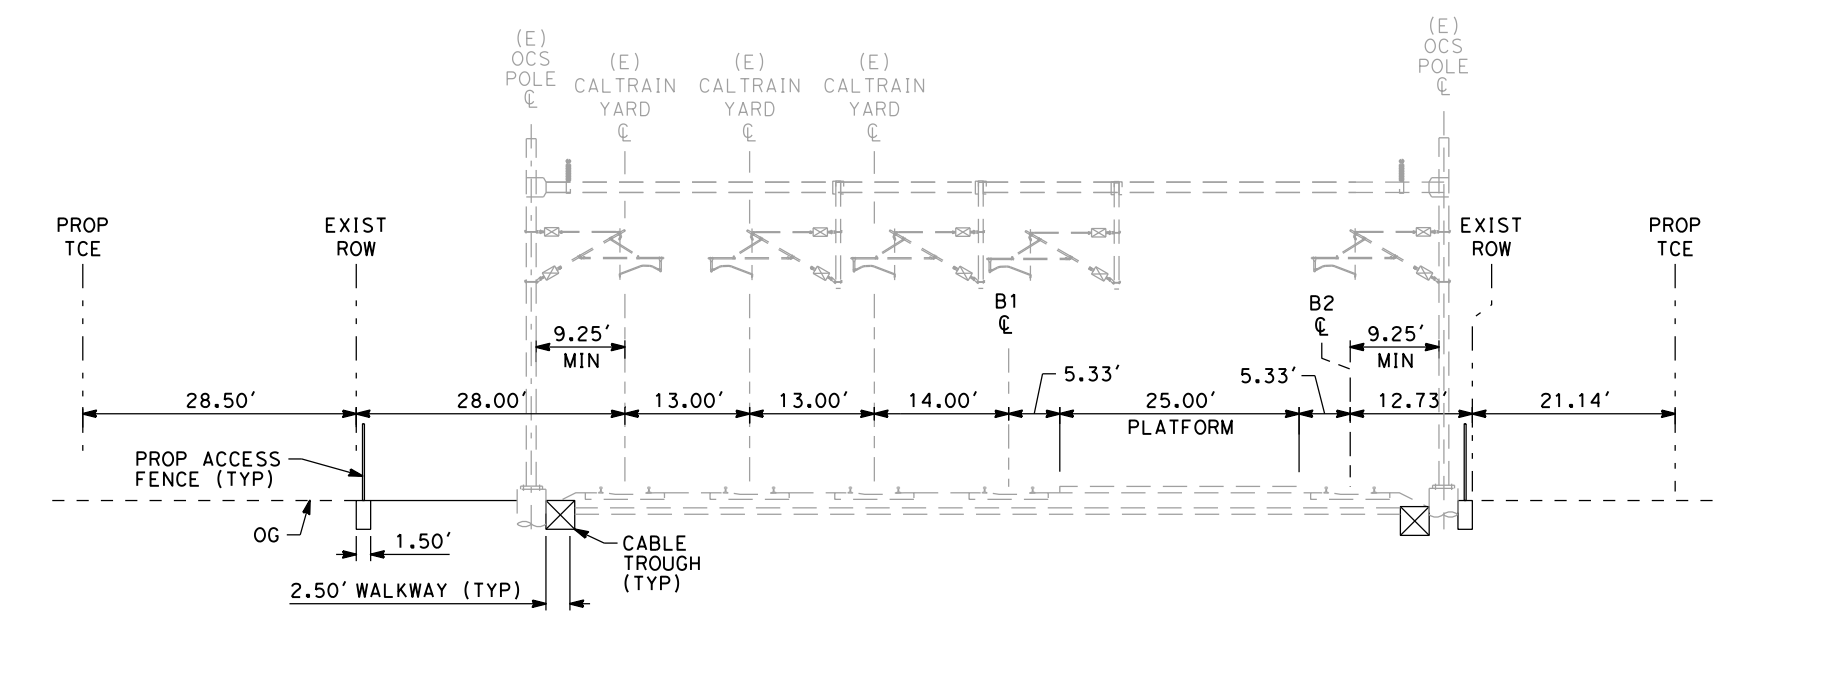 (E)
OCS
POLE
℄
(E)
CALTRAIN
YARD
℄
(E)
CALTRAIN
YARD
℄
(E)
CALTRAIN
YARD
℄
(E)
OCS
POLE
℄
PROP
TCE
EXIST
ROW
EXIST
ROW
PROP
TCE
B1
℄
B2
℄
9.25'
MIN
9.25'
MIN
5.33'
5.33'
28.50'
28.00'
13.00'
13.00'
14.00'
25.00'
PLATFORM
12.73'
21.14'
PROP ACCESS
FENCE (TYP)
OG
1.50'
CABLE
TROUGH
(TYP)
2.50' WALKWAY (TYP)